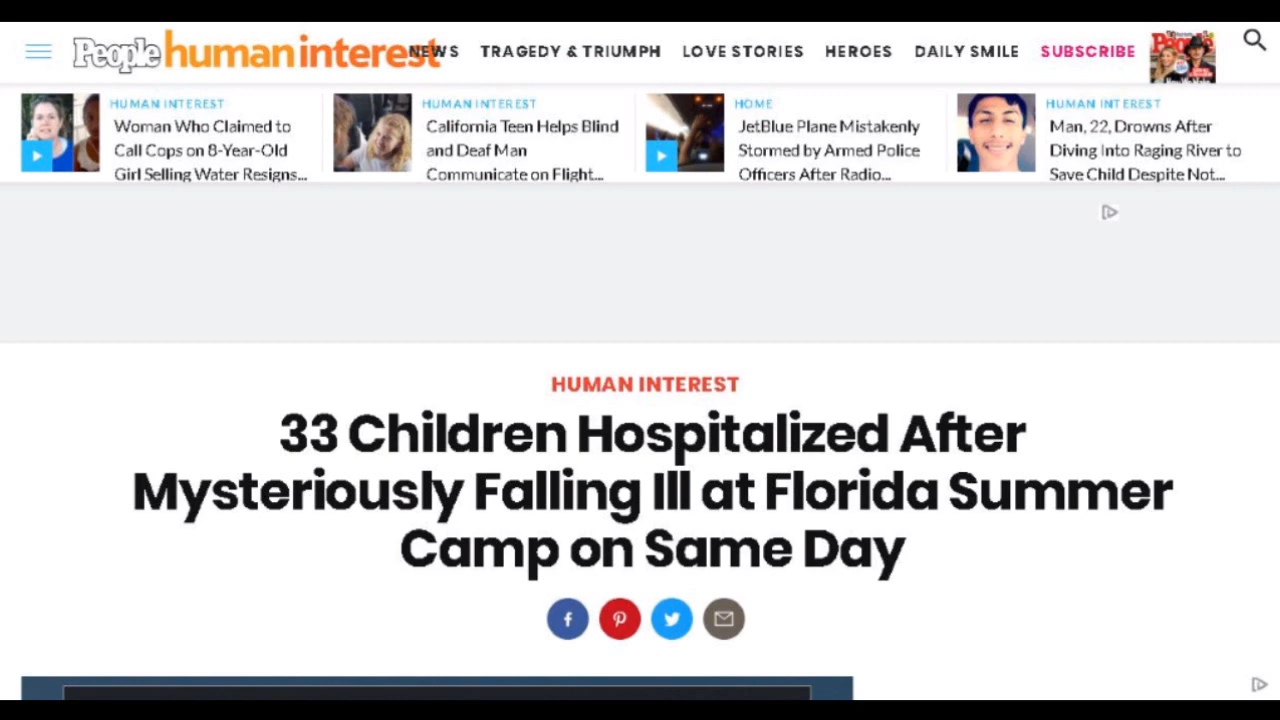 People human interest
NEWS TRAGEDY & TRIUMPH LOVE STORIES HEROES DAILY SMILE SUBSCRIBE
People
HUMAN INTEREST
Woman Who Claimed to
Call Cops on 8-Year-Old
Girl Selling Water Resigns...
HUMAN INTEREST
California Teen Helps Blind
and Deaf Man
Communicate on Flight...
HOME
JetBlue Plane Mistakenly
Stormed by Armed Police
Officers After Radio...
HUMAN INTEREST
Man, 22, Drowns After
Diving Into Raging River to
Save Child Despite Not...
HUMAN INTEREST
33 Children Hospitalized After
Mysteriously Falling Ill at Florida Summer
Camp on Same Day